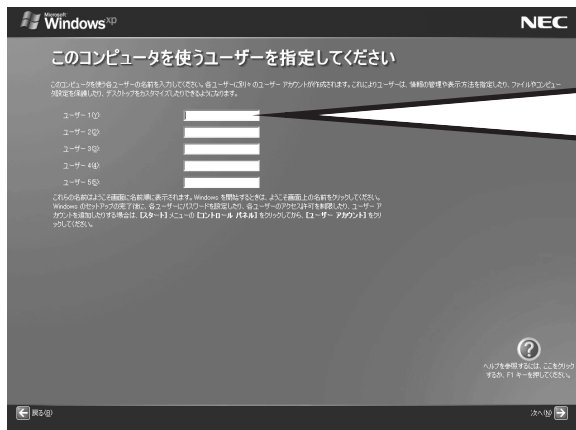 Microsoft
Windows xp
NEC
このコンピュータを使うユーザーを指定してください
このコンピュータを使う各ユーザーの名前を入力してください。各ユーザーに別々のユーザー アカウントが作成されます。これによりユーザーは、情報の管理や表示方法を指定したり、ファイルやコンピュー
タ設定を保護したり、デスクトップをカスタマイズしたりできるようになります。
ユーザー 1(Y):
ユーザー 2(2):
ユーザー 3(3):
ユーザー 4(4):
ユーザー 5(5):
これらの名前はようこそ画面に名前順に表示されます。Windows を開始するときは、ようこそ画面上の名前をクリックしてください。
Windows のセットアップの完了後に、各ユーザーにパスワードを設定したり、各ユーザーのアクセス許可を制限したり、ユーザー ア
カウントを追加したりする場合は、[スタート] メニューの [コントロール パネル] をクリックしてから、[ユーザー アカウント] をクリ
ックしてください。
?
ヘルプを参照するには、ここをクリック
するか、F1 キーを押してください。
戻る(B)
次へ(N)